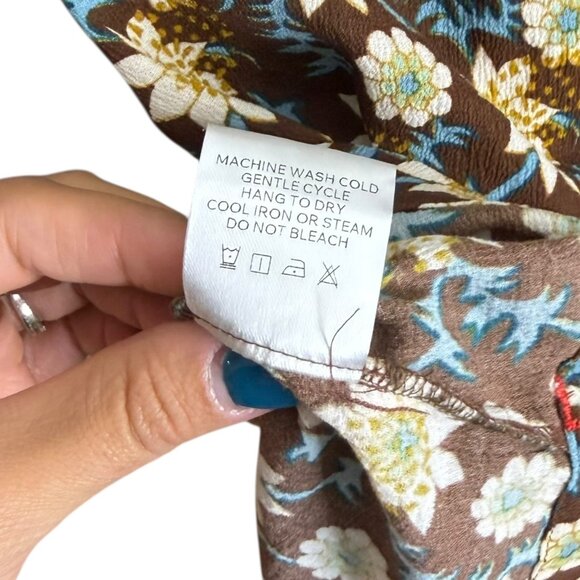 MACHINE WASH COLD
GENTLE CYCLE
HANG TO DRY
COOL IRON OR STEAM
DO NOT BLEACH